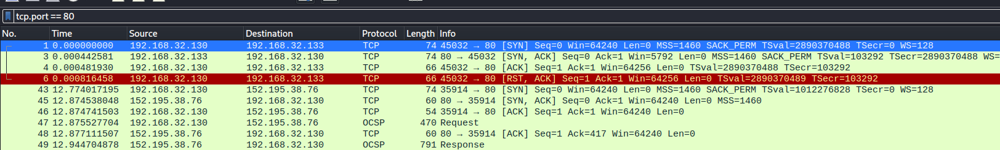 tcp.port == 80
No. Time Source Destination Protocol Length Info
1 0.000000000 192.168.32.130 192.168.32.133 TCP 74 45032 → 80 [SYN] Seq=0 Win=64240 Len=0 MSS=1460 SACK_PERM TSval=2890370488 TSecr=0 WS=128
3 0.000442581 192.168.32.133 192.168.32.130 TCP 74 80 → 45032 [SYN, ACK] Seq=0 Ack=1 Win=5792 Len=0 MSS=1460 SACK_PERM TSval=103292 TSecr=2890370488 WS=
4 0.000481930 192.168.32.130 192.168.32.133 TCP 66 45032 → 80 [ACK] Seq=1 Ack=1 Win=64256 Len=0 TSval=2890370488 TSecr=103292
6 0.000816458 192.168.32.130 192.168.32.133 TCP 66 45032 → 80 [RST, ACK] Seq=1 Ack=1 Win=64256 Len=0 TSval=2890370489 TSecr=103292
43 12.774017195 192.168.32.130 152.195.38.76 TCP 74 35914 → 80 [SYN] Seq=0 Win=64240 Len=0 MSS=1460 SACK_PERM TSval=1012276828 TSecr=0 WS=128
45 12.874538048 152.195.38.76 192.168.32.130 TCP 60 80 → 35914 [SYN, ACK] Seq=0 Ack=1 Win=64240 Len=0 MSS=1460
46 12.874741503 192.168.32.130 152.195.38.76 TCP 54 35914 → 80 [ACK] Seq=1 Ack=1 Win=64240 Len=0
47 12.875527704 192.168.32.130 152.195.38.76 OCSP 470 Request
48 12.877111507 152.195.38.76 192.168.32.130 TCP 60 80 → 35914 [ACK] Seq=1 Ack=417 Win=64240 Len=0
49 12.944704878 152.195.38.76 192.168.32.130 OCSP 791 Response